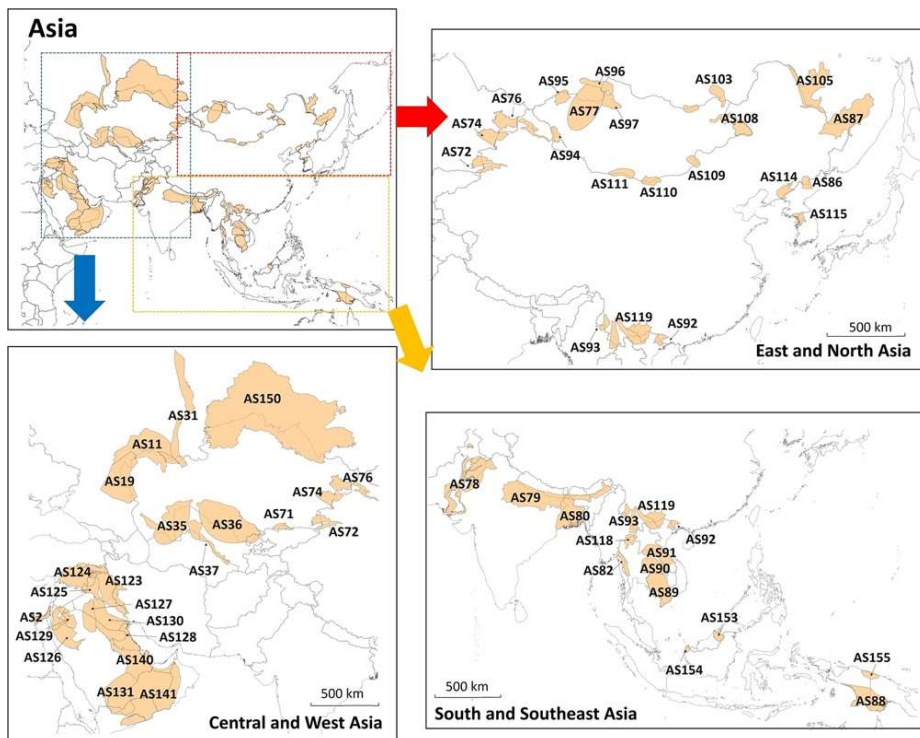 Asia
AS95
AS96
AS103
AS105
AS76
AS74
AS77
AS97
AS108
AS87
AS72
AS94
AS111
AS110
AS109
AS114
AS86
AS115
AS119
AS92
AS93
500 km
East and North Asia
AS31
AS150
AS11
AS19
AS76
AS74
AS71
AS35
AS36
AS72
AS37
AS124
AS123
AS125
AS127
AS2
AS130
AS129
AS128
AS126
AS140
AS131
AS141
500 km
Central and West Asia
AS78
AS79
AS119
AS80
AS93
AS92
AS118
AS91
AS82
AS90
AS89
AS153
AS154
AS155
AS88
500 km
South and Southeast Asia